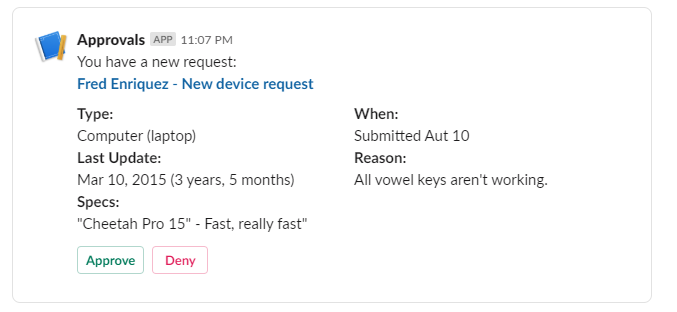 Approvals APP 11:07 PM
You have a new request:
Fred Enriquez - New device request
Type:
Computer (laptop)
Last Update:
Mar 10, 2015 (3 years, 5 months)
Specs:
"Cheetah Pro 15" - Fast, really fast"
When:
Submitted Aut 10
Reason:
All vowel keys aren't working.
Approve
Deny